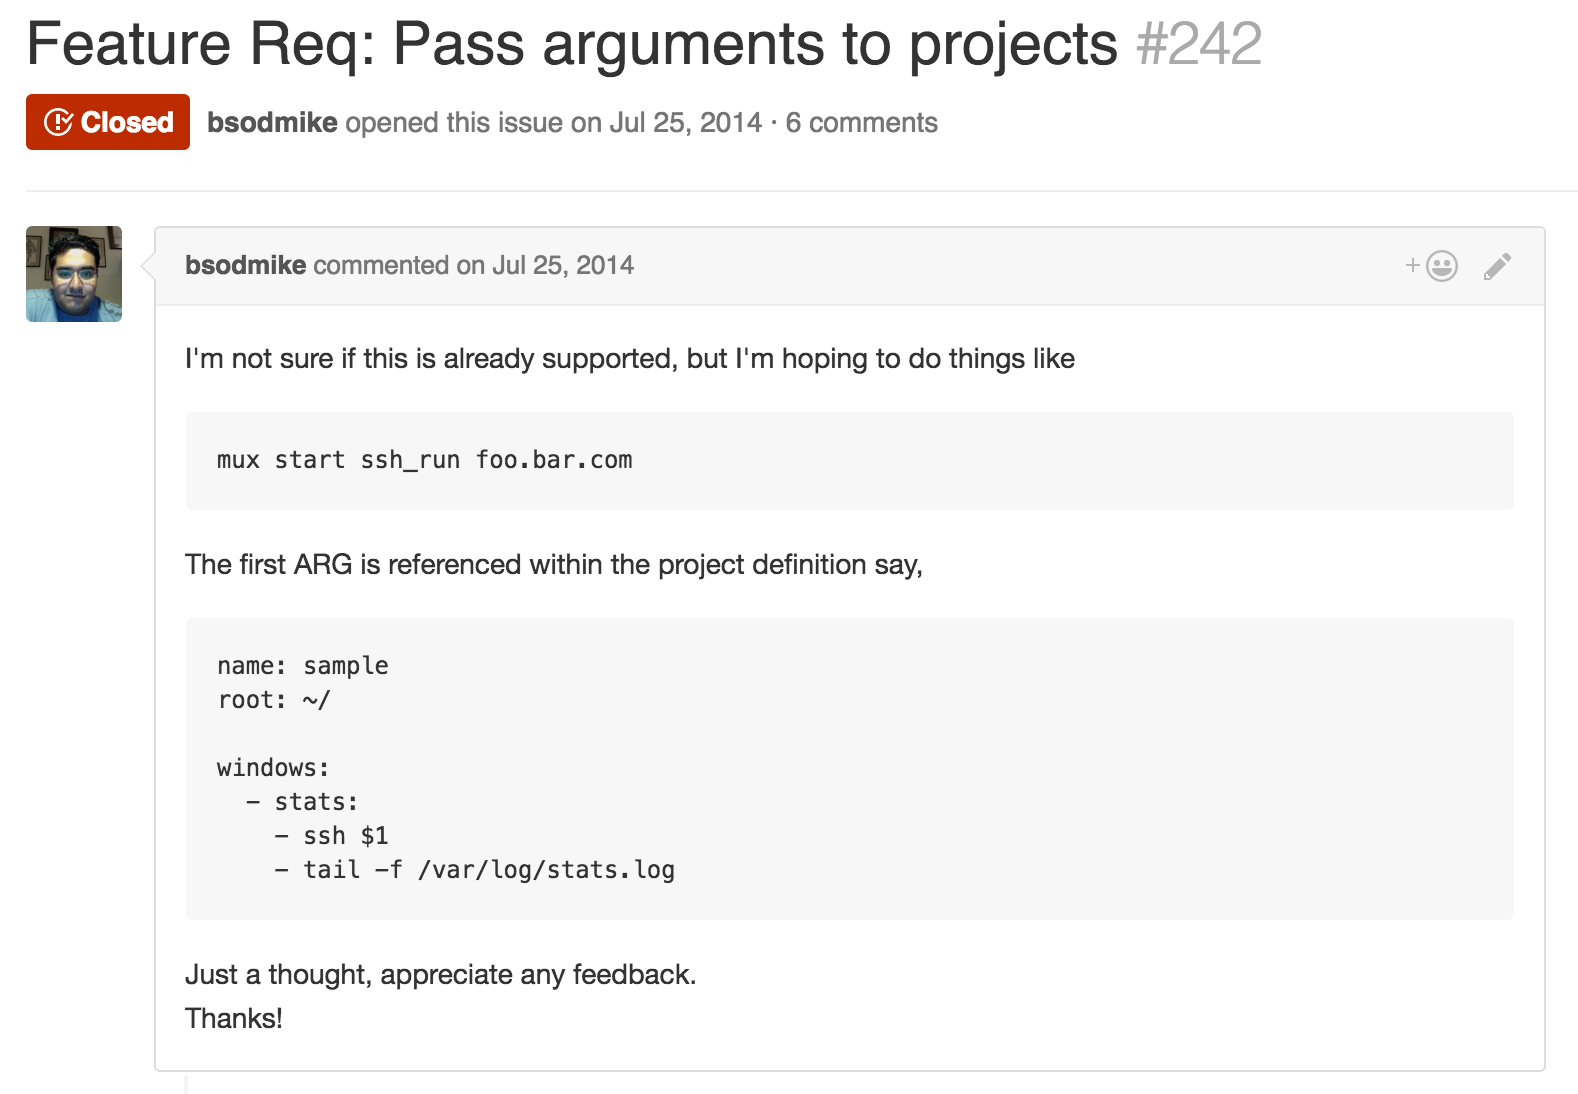 Feature Req: Pass arguments to projects #242
Closed bsodmike opened this issue on Jul 25, 2014 · 6 comments
bsodmike commented on Jul 25, 2014
I'm not sure if this is already supported, but I'm hoping to do things like
mux start ssh_run foo.bar.com
The first ARG is referenced within the project definition say,
name: sample
root: ~/
windows:
  - stats:
    - ssh $1
    - tail -f /var/log/stats.log
Just a thought, appreciate any feedback.
Thanks!